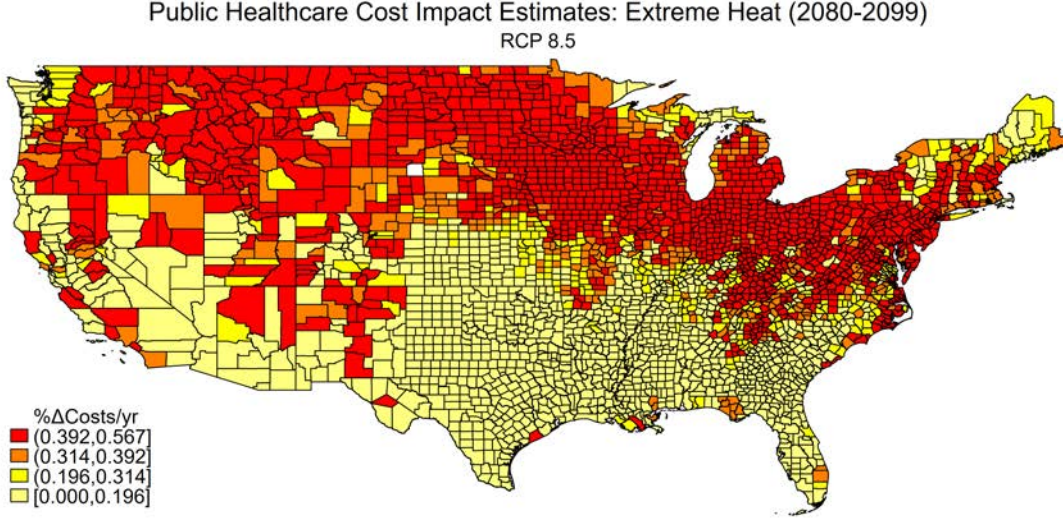 Public Healthcare Cost Impact Estimates: Extreme Heat (2080-2099)
RCP 8.5
%ΔCosts/yr
(0.392,0.567]
(0.314,0.392]
(0.196,0.314]
[0.000,0.196]